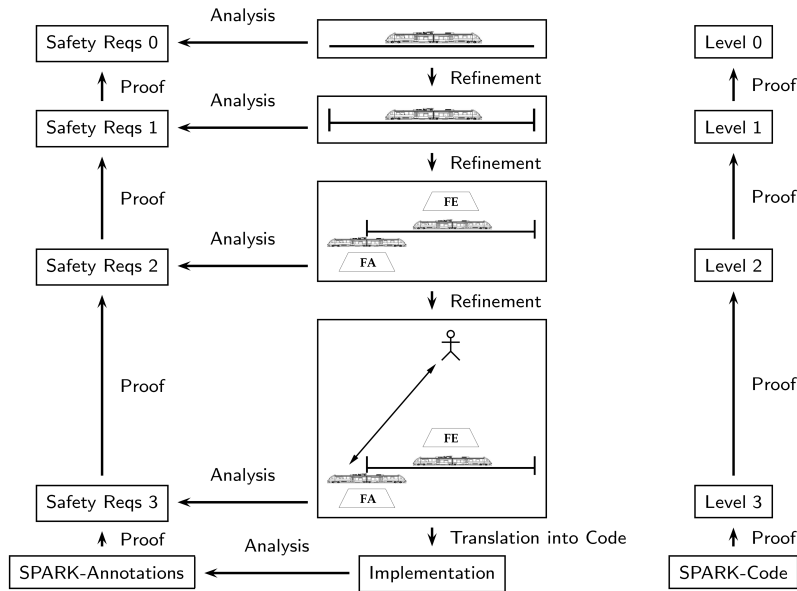 Analysis
Safety Reqs 0
Level 0
Proof
Refinement
Proof
Analysis
Safety Reqs 1
Level 1
Refinement
Proof
FE
Proof
Analysis
Safety Reqs 2
FA
Level 2
Refinement
Proof
Proof
FE
Analysis
Safety Reqs 3
FA
Level 3
Proof
Translation into Code
Proof
Analysis
SPARK-Annotations
Implementation
SPARK-Code